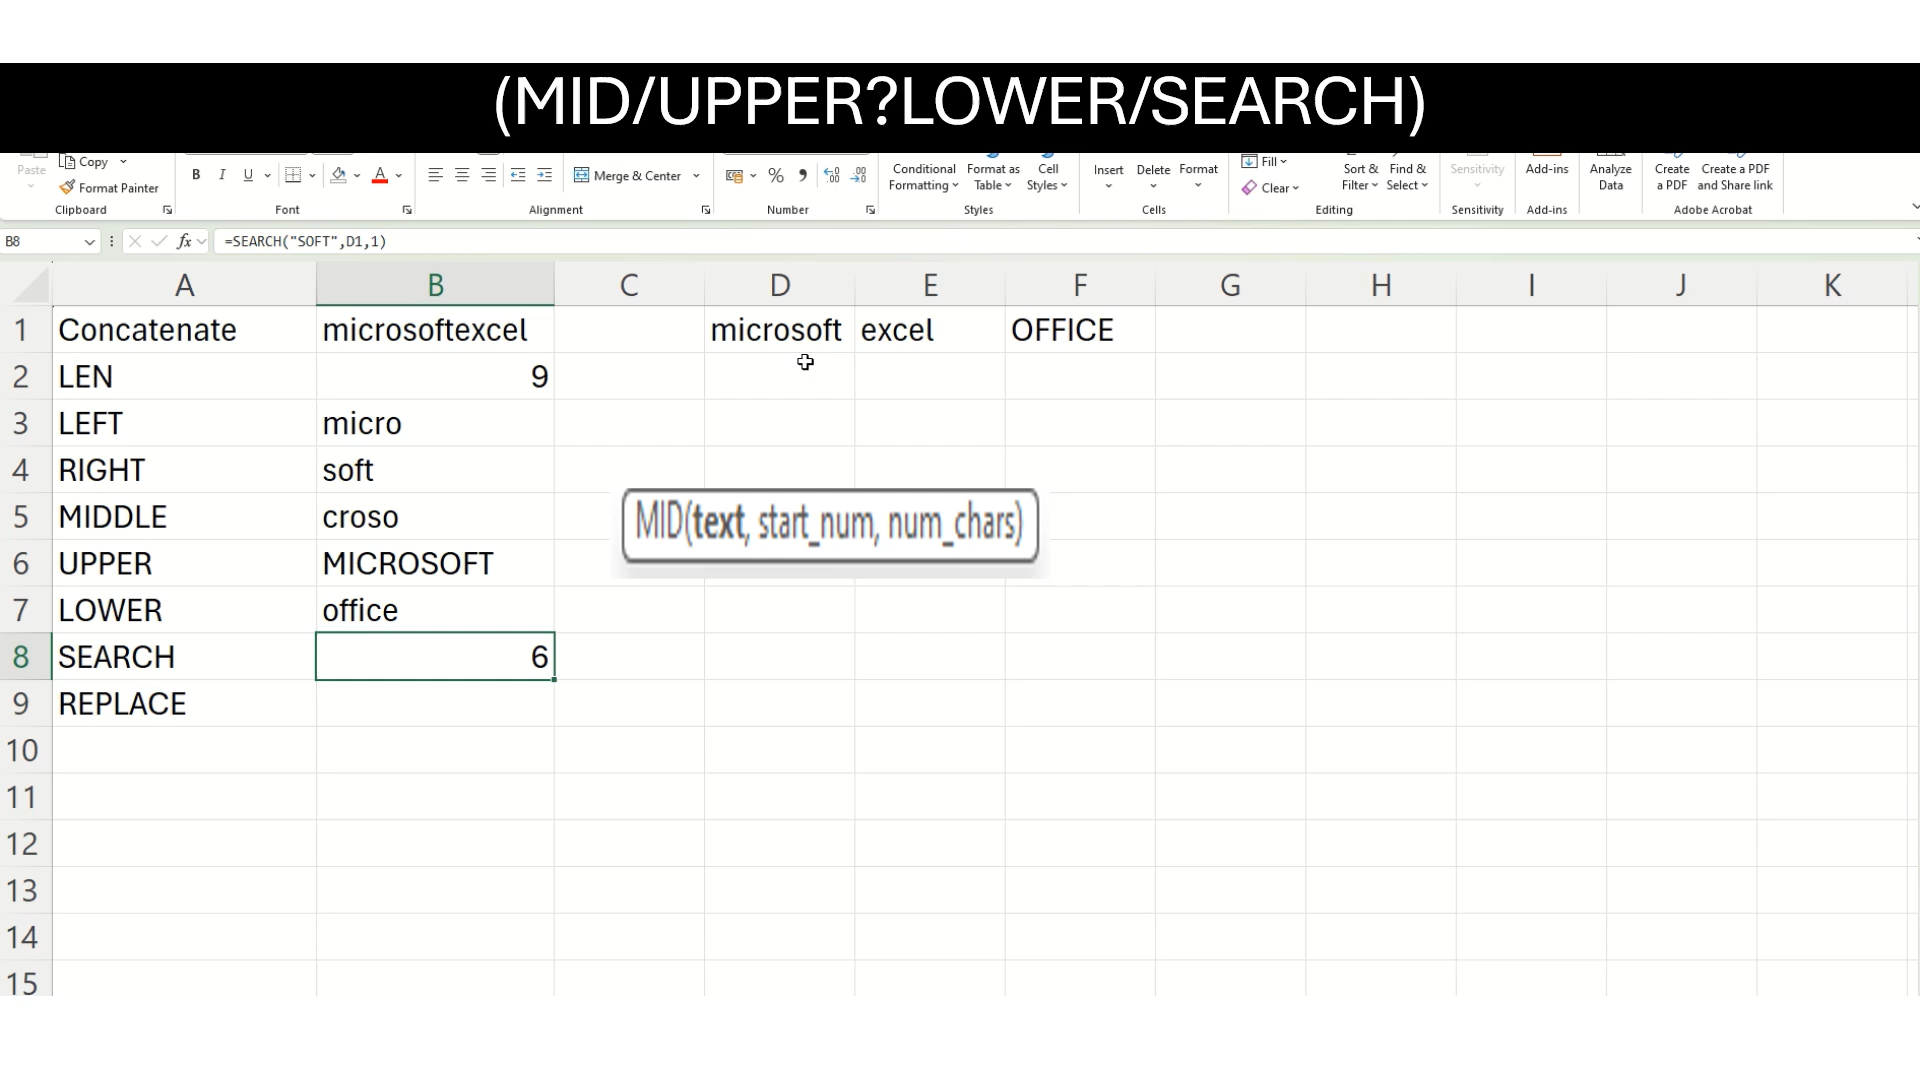 (MID/UPPER?LOWER/SEARCH)
Paste Copy Format Painter Clipboard
B I U A Font
Merge & Center Alignment
% , Number
Conditional Formatting Format as Table Cell Styles Styles
Insert Delete Format Cells
Fill Clear Sort & Filter Find & Select Editing
Sensitivity Sensitivity
Add-ins Add-ins
Analyze Data
Create a PDF Create a PDF and Share link Adobe Acrobat
B8 fx =SEARCH("SOFT",D1,1)
A B C D E F G H I J K
1 Concatenate microsoftexcel microsoft excel OFFICE
2 LEN 9
3 LEFT micro
4 RIGHT soft
5 MIDDLE croso
MID(text, start_num, num_chars)
6 UPPER MICROSOFT
7 LOWER office
8 SEARCH 6
9 REPLACE
10
11
12
13
14
15